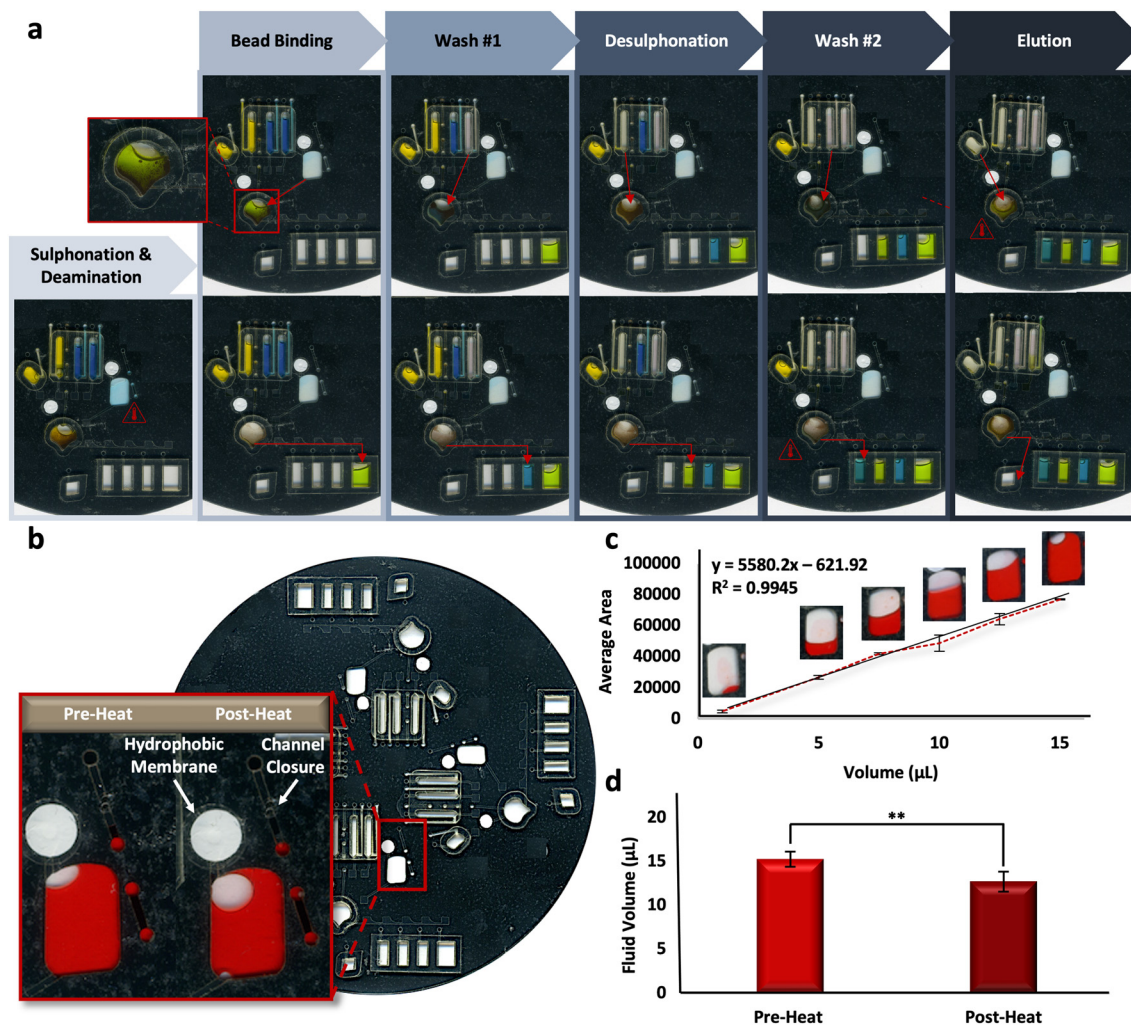 a
Bead Binding
Wash #1
Desulphonation
Wash #2
Elution
Sulphonation &
Deamination
b
Pre-Heat
Post-Heat
Hydrophobic
Membrane
Channel
Closure
c
y = 5580.2x – 621.92
R² = 0.9945
Average Area
100000
80000
60000
40000
20000
0
0
5
10
15
Volume (µL)
d
**
Fluid Volume (µL)
20
15
10
5
0
Pre-Heat
Post-Heat